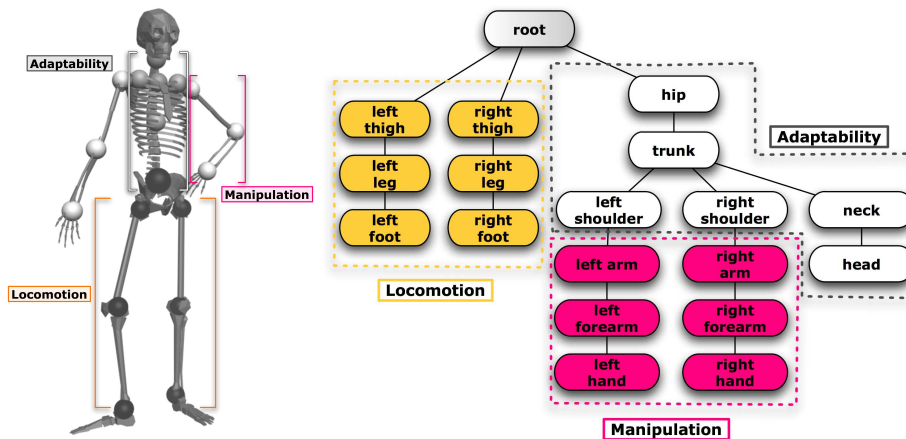 Adaptability
Manipulation
Locomotion
root
hip
trunk
Adaptability
left
thigh
right
thigh
left
leg
right
leg
left
foot
right
foot
Locomotion
left
shoulder
right
shoulder
neck
head
left arm
right
arm
left
forearm
right
forearm
left
hand
right
hand
Manipulation